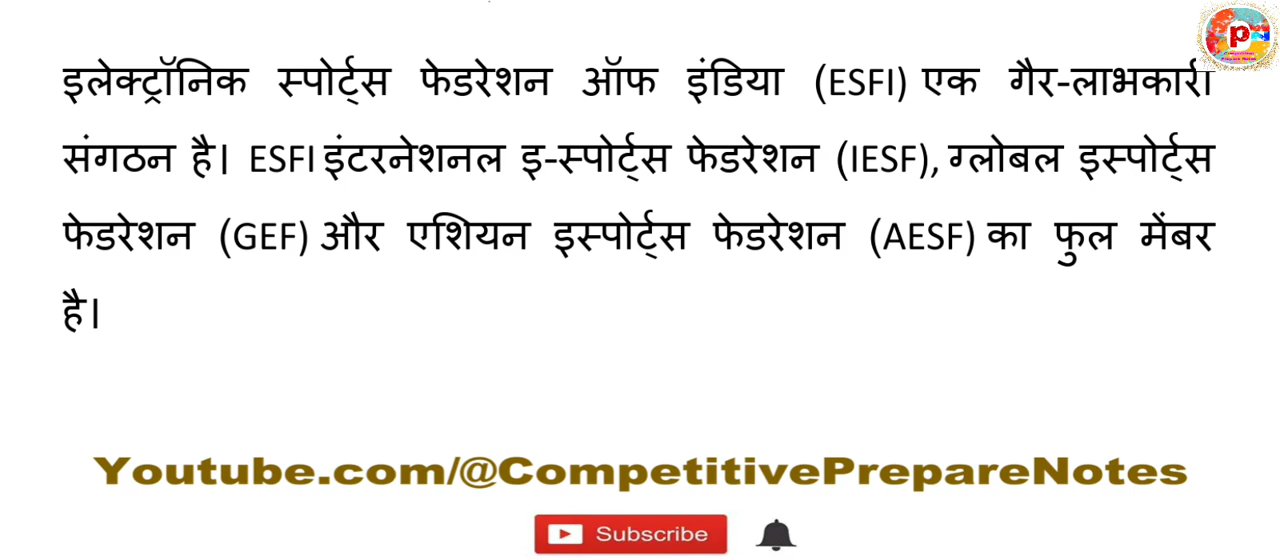 इलेक्ट्रॉनिक स्पोर्ट्स फेडरेशन ऑफ इंडिया (ESFI) एक गैर-लाभकारी
संगठन है। ESFI इंटरनेशनल इ-स्पोर्ट्स फेडरेशन (IESF), ग्लोबल इस्पोर्ट्स
फेडरेशन (GEF) और एशियन इस्पोर्ट्स फेडरेशन (AESF) का फुल मेंबर
है।
Youtube.com/@CompetitivePrepareNotes
Subscribe